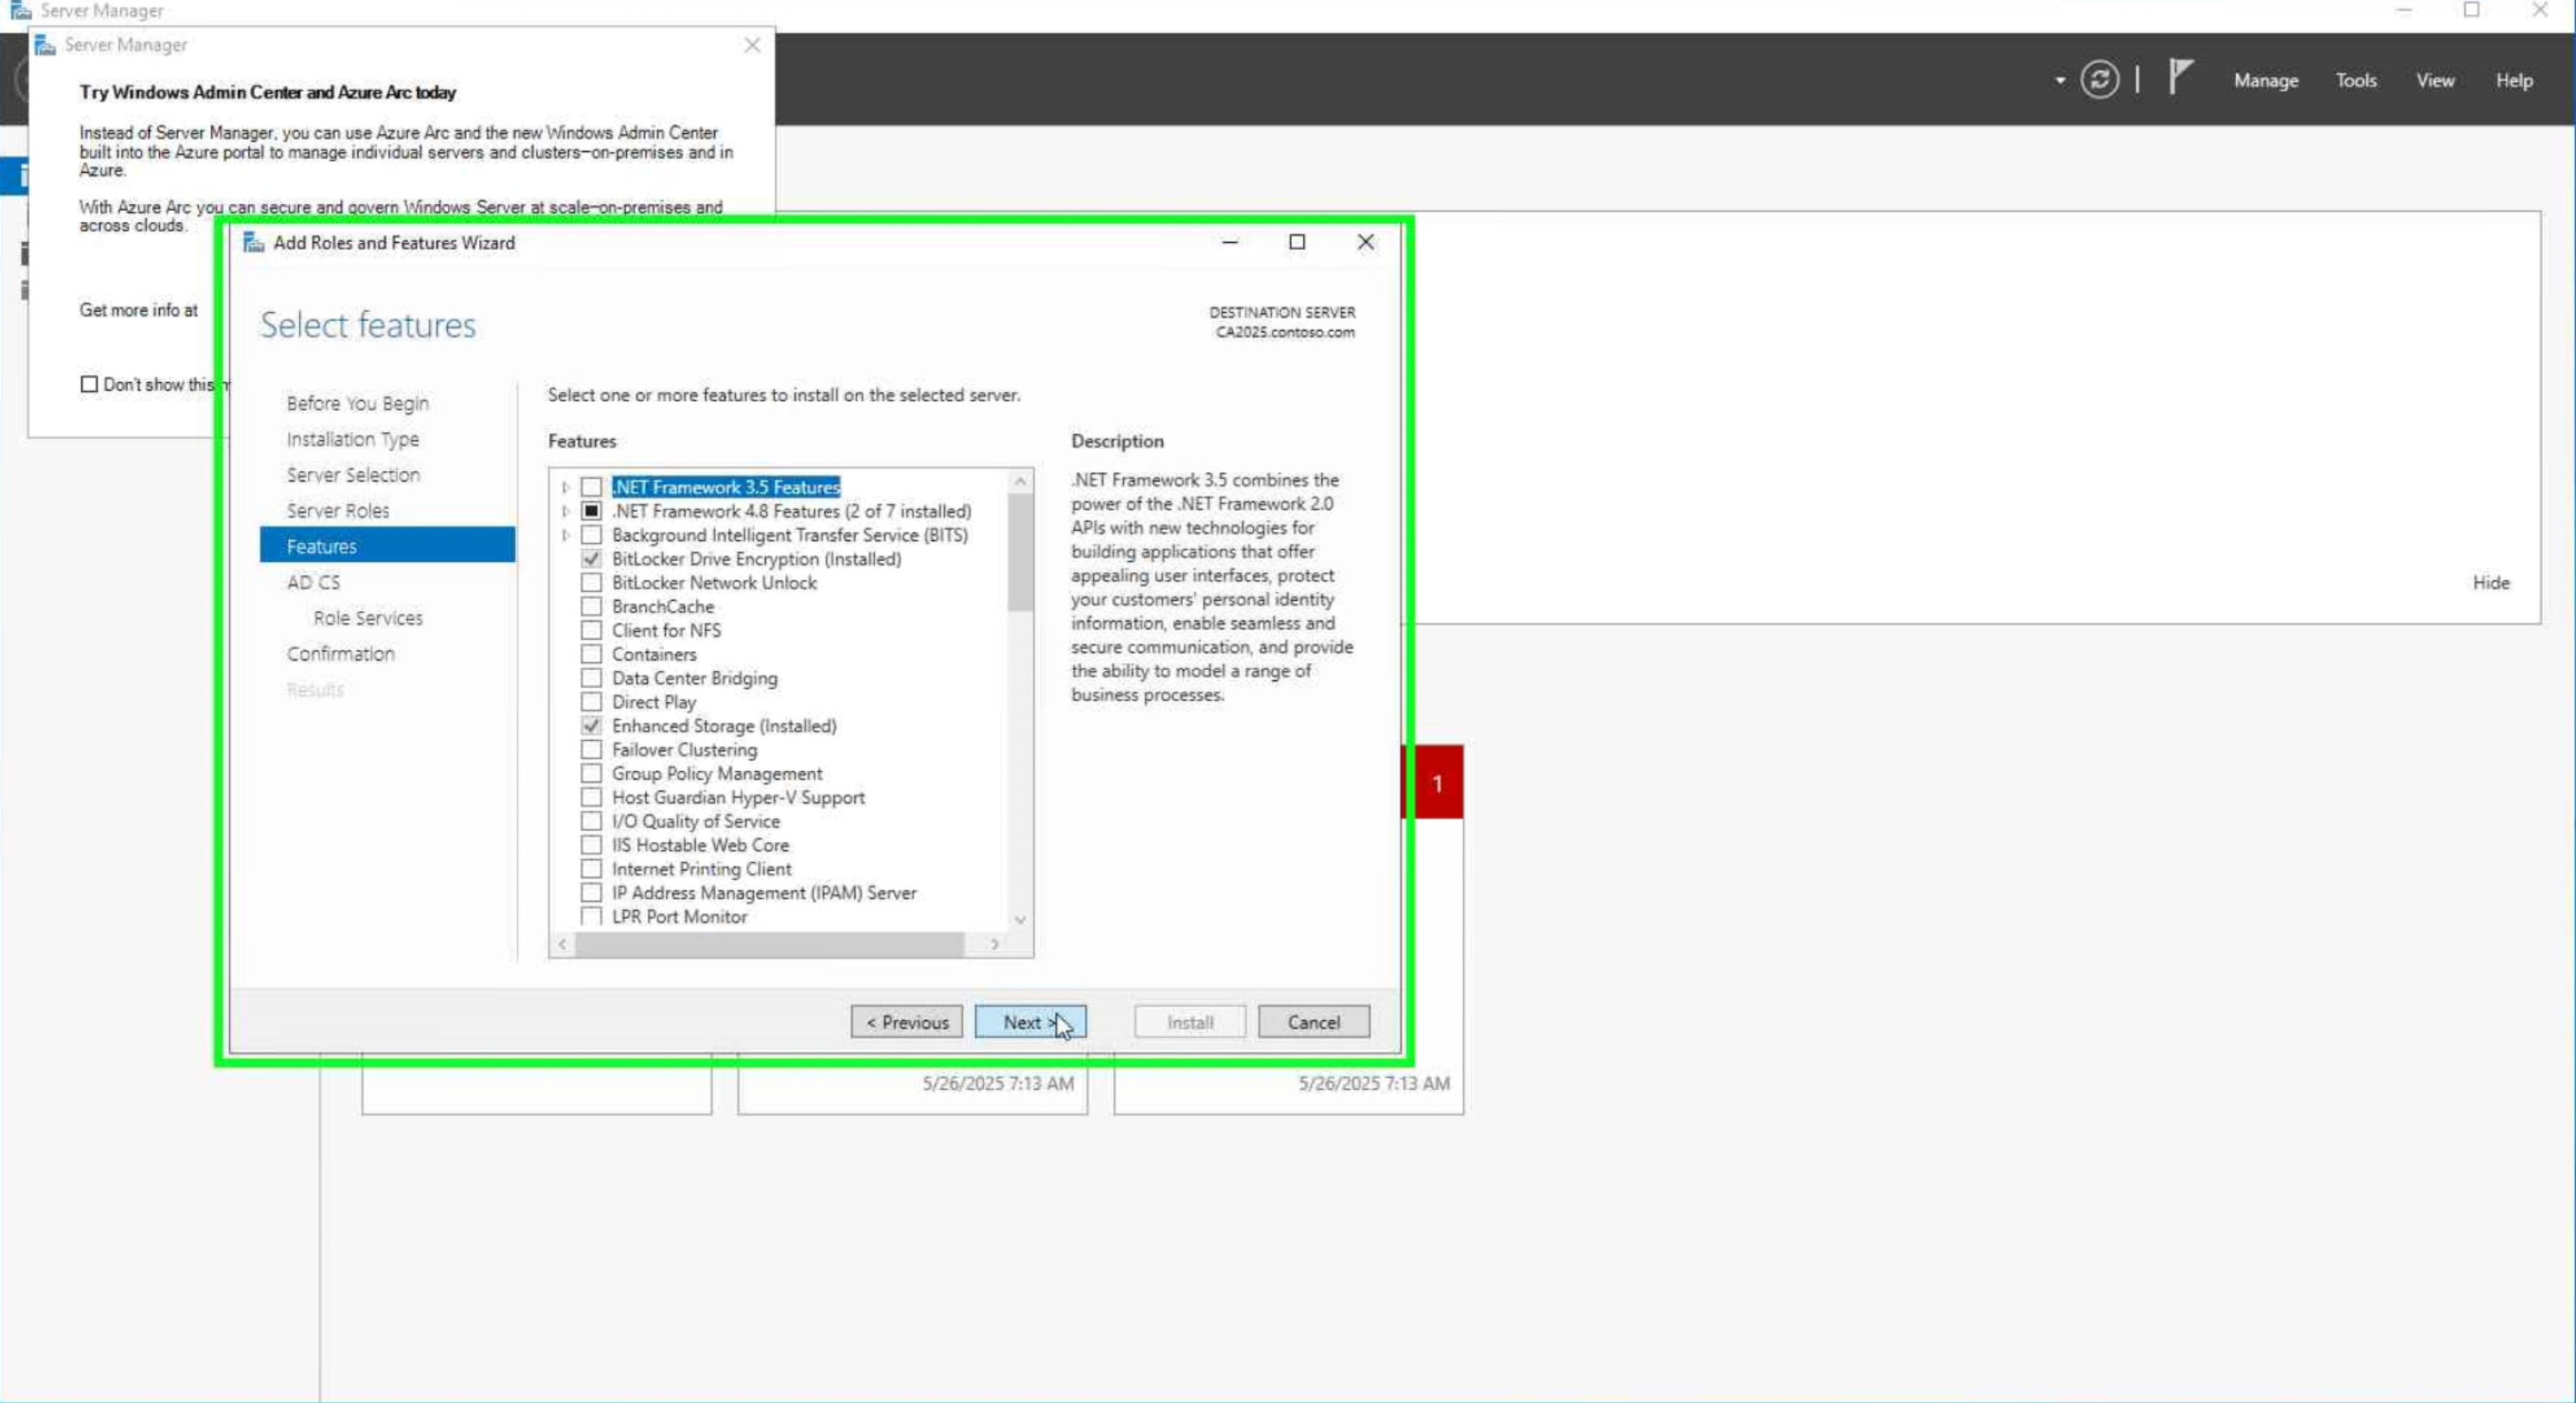 Server Manager
Server Manager
Manage Tools View Help
Try Windows Admin Center and Azure Arc today
Instead of Server Manager, you can use Azure Arc and the new Windows Admin Center
built into the Azure portal to manage individual servers and clusters—on-premises and in
Azure.
With Azure Arc you can secure and govern Windows Server at scale—on-premises and
across clouds.
Get more info at
Don't show this
Add Roles and Features Wizard
Select features
DESTINATION SERVER
CA2025.contoso.com
Before You Begin
Installation Type
Server Selection
Server Roles
Features
AD CS
Role Services
Confirmation
Results
Select one or more features to install on the selected server.
Features
.NET Framework 3.5 Features
.NET Framework 4.8 Features (2 of 7 installed)
Background Intelligent Transfer Service (BITS)
BitLocker Drive Encryption (Installed)
BitLocker Network Unlock
BranchCache
Client for NFS
Containers
Data Center Bridging
Direct Play
Enhanced Storage (Installed)
Failover Clustering
Group Policy Management
Host Guardian Hyper-V Support
I/O Quality of Service
IIS Hostable Web Core
Internet Printing Client
IP Address Management (IPAM) Server
LPR Port Monitor
Description
.NET Framework 3.5 combines the
power of the .NET Framework 2.0
APIs with new technologies for
building applications that offer
appealing user interfaces, protect
your customers' personal identity
information, enable seamless and
secure communication, and provide
the ability to model a range of
business processes.
< Previous Next > Install Cancel
Hide
1
5/26/2025 7:13 AM
5/26/2025 7:13 AM